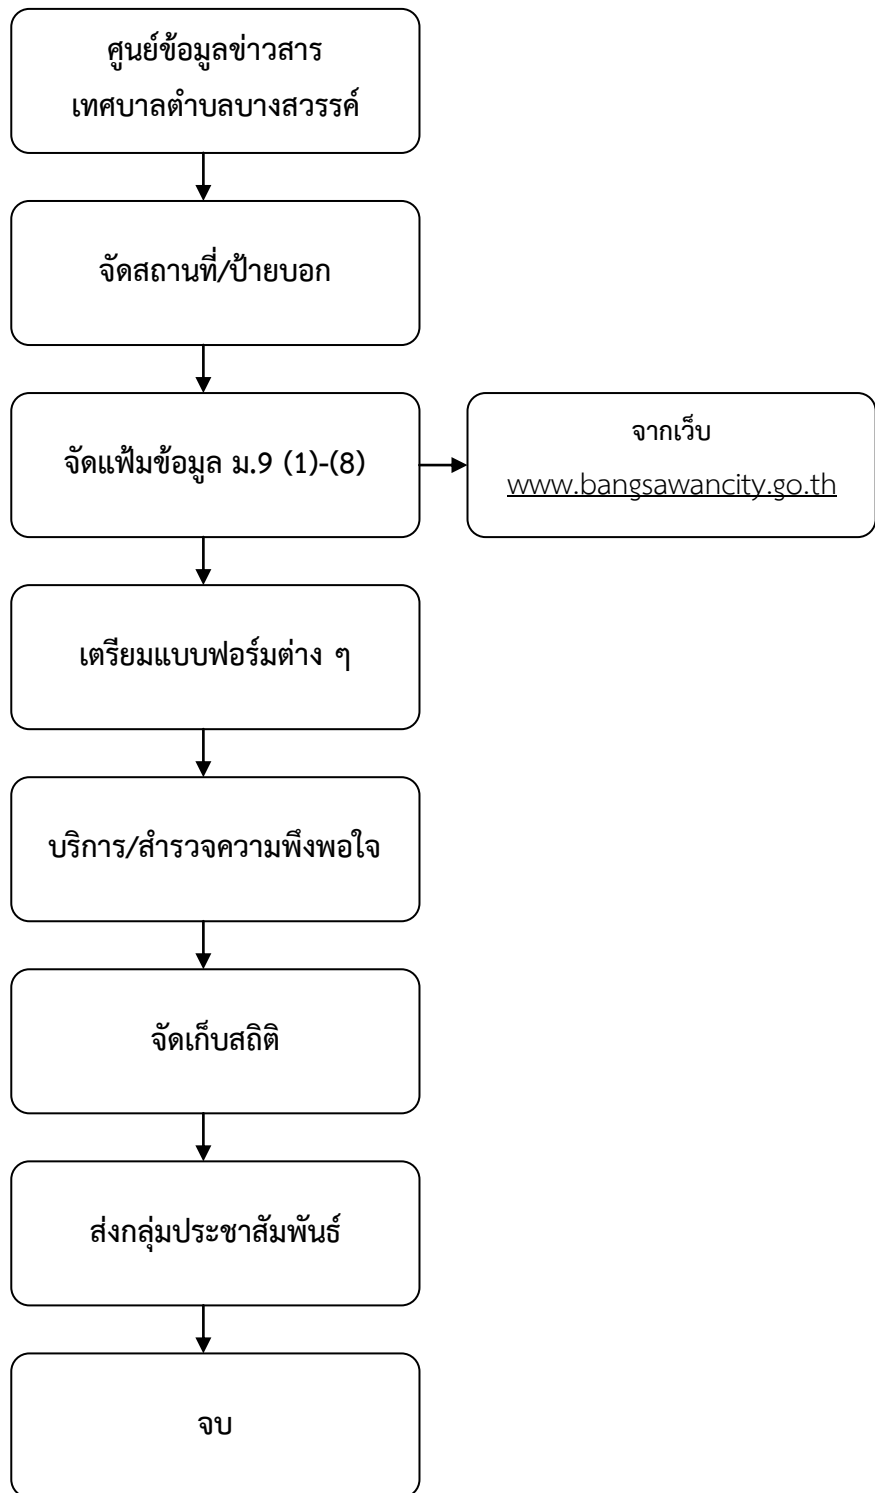 ศูนย์ข้อมูลข่าวสาร
เทศบาลตำบลบางสวรรค์
จัดสถานที่/ป้ายบอก
จัดแฟ้มข้อมูล ม.9 (1)-(8)
จากเว็บ
www.bangsawancity.go.th
เตรียมแบบฟอร์มต่าง ๆ
บริการ/สำรวจความพึงพอใจ
จัดเก็บสถิติ
ส่งกลุ่มประชาสัมพันธ์
จบ